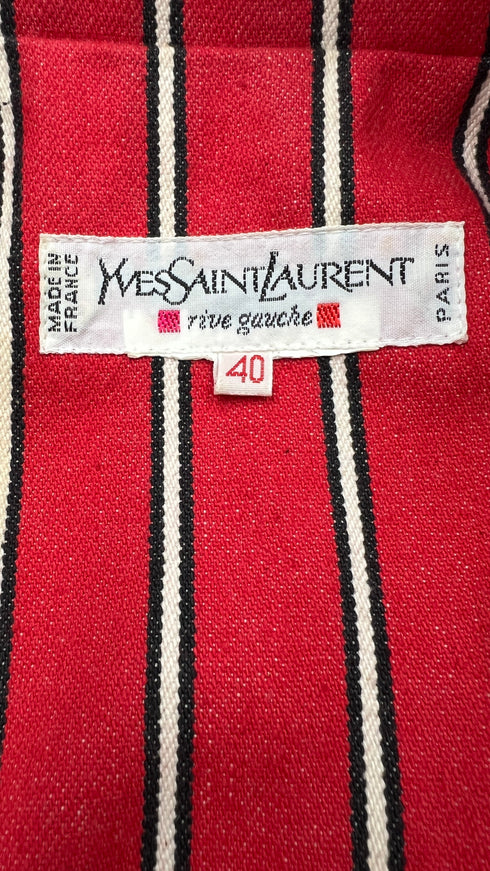 MADE IN
FRANCE
YVESSAINTLAURENT
rive gauche
PARIS
40